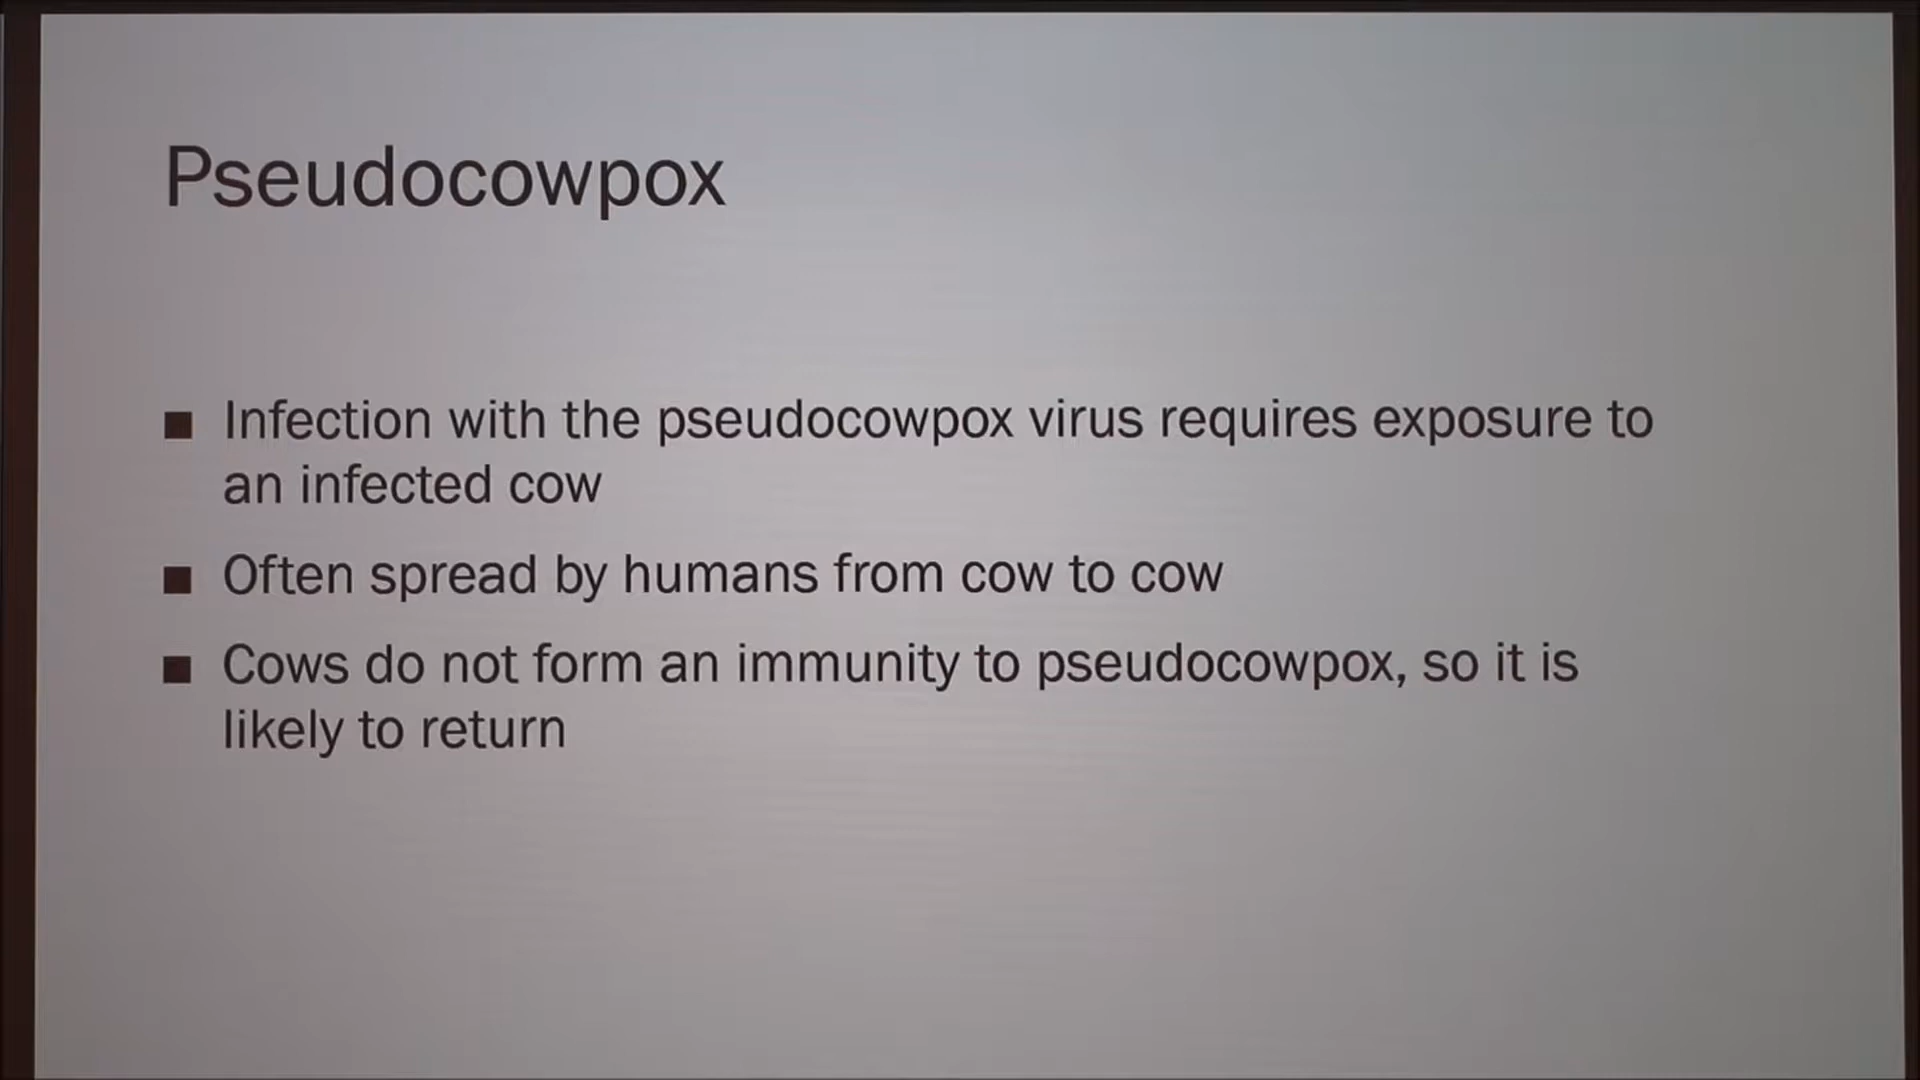 Pseudocowpox
■ Infection with the pseudocowpox virus requires exposure to
an infected cow
■ Often spread by humans from cow to cow
■ Cows do not form an immunity to pseudocowpox, so it is
likely to return